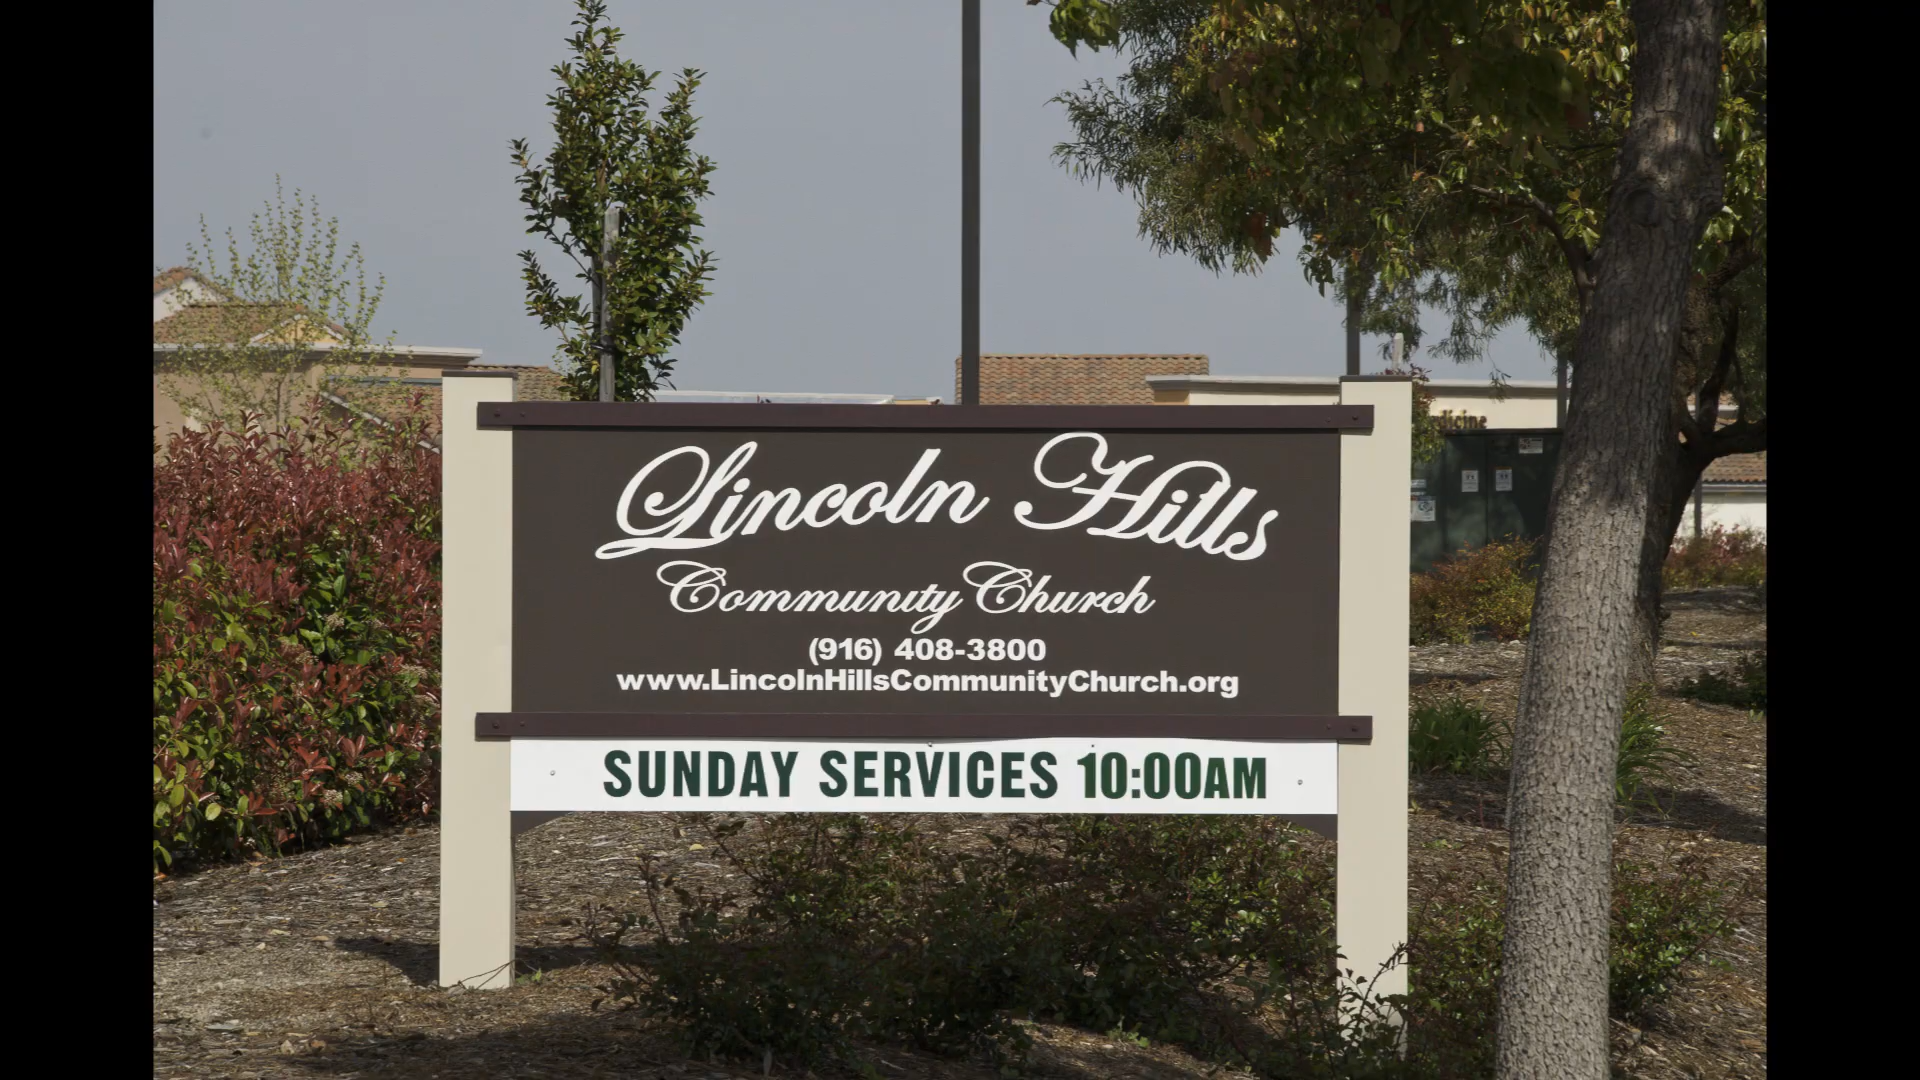 Lincoln Hills
Community Church
(916) 408-3800
www.LincolnHillsCommunityChurch.org
SUNDAY SERVICES 10:00AM